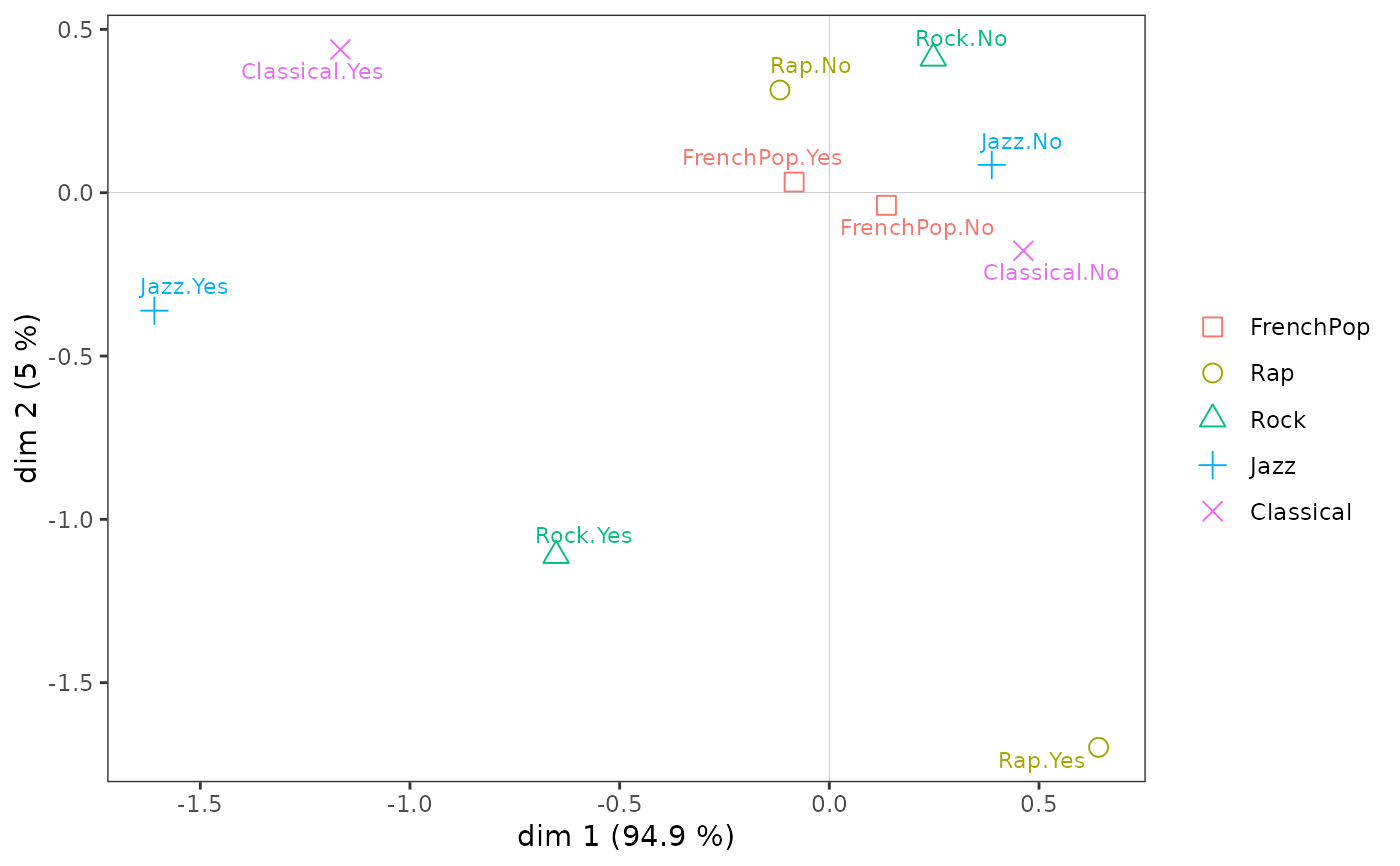 0.5
0.0
-0.5
-1.0
-1.5
dim 2 (5 %)
Rock.No
Rap.No
Classical.Yes
Jazz.No
FrenchPop.Yes
FrenchPop.No
Classical.No
Jazz.Yes
Rock.Yes
Rap.Yes
-1.5
-1.0
-0.5
0.0
0.5
dim 1 (94.9 %)
FrenchPop
Rap
Rock
Jazz
Classical